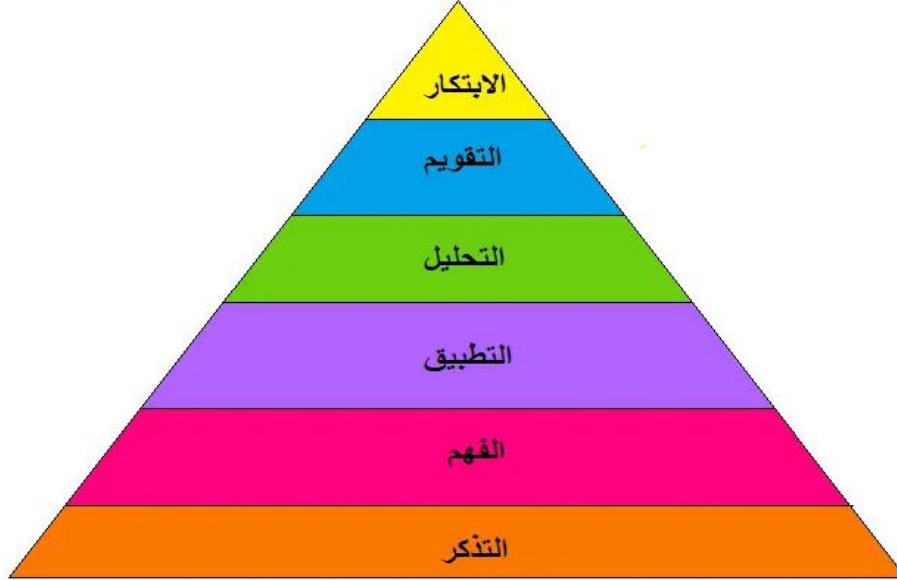 الابتكار
التقويم
التحليل
التطبيق
الفهم
التذكر